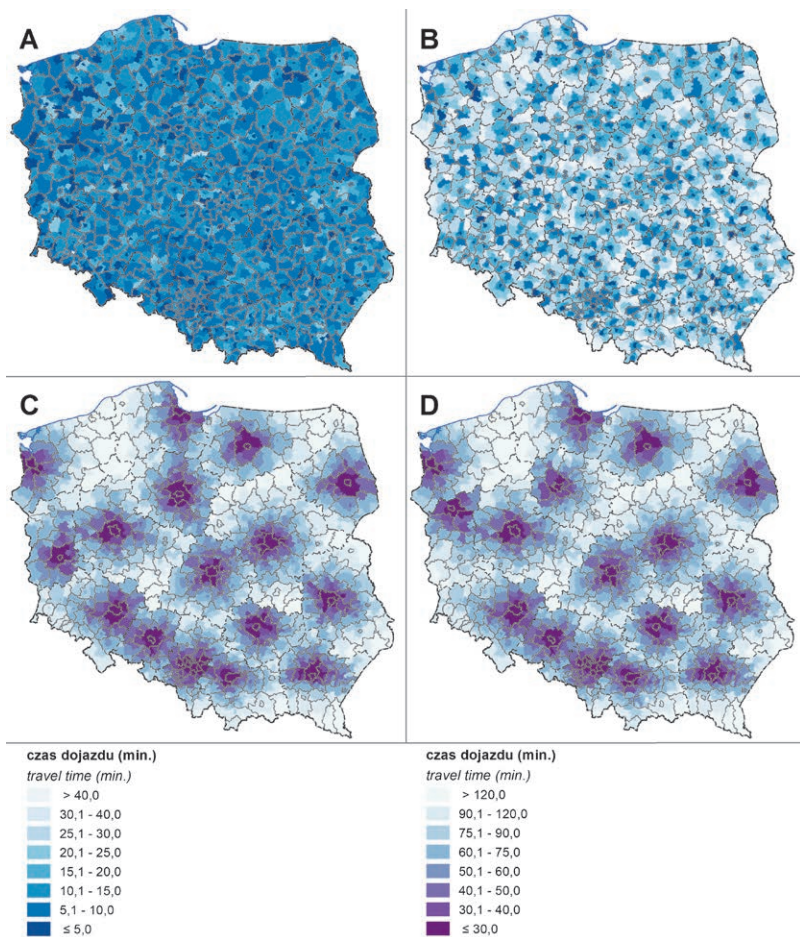 A
B
C
D
czas dojazdu (min.)
travel time (min.)
> 40,0
30,1 - 40,0
25,1 - 30,0
20,1 - 25,0
15,1 - 20,0
10,1 - 15,0
5,1 - 10,0
≤ 5,0
czas dojazdu (min.)
travel time (min.)
> 120,0
90,1 - 120,0
75,1 - 90,0
60,1 - 75,0
50,1 - 60,0
40,1 - 50,0
30,1 - 40,0
≤ 30,0